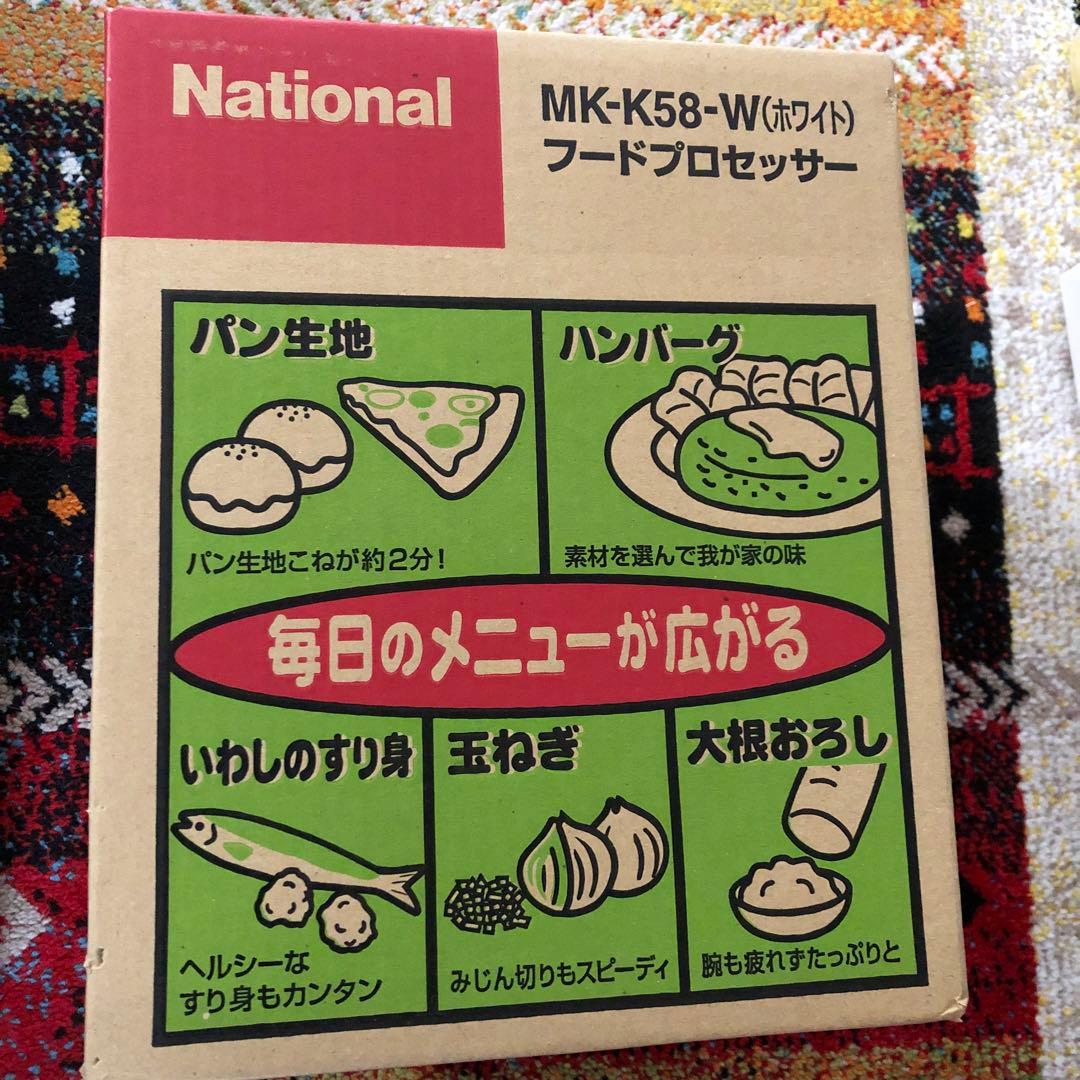 National
MK-K58-W(ホワイト)
フードプロセッサー
パン生地
ハンバーグ
パン生地こねが約2分!
素材を選んで我が家の味
毎日のメニューが広がる
いわしのすり身
玉ねぎ
大根おろし
ヘルシーな
すり身もカンタン
みじん切りもスピーディ
腕も疲れずたっぷりと